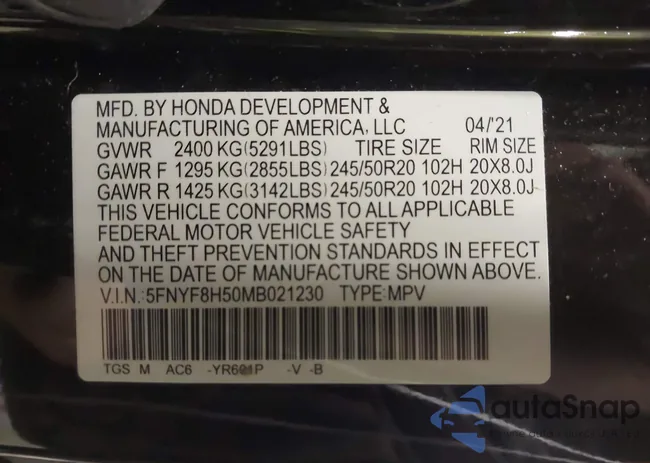 MFD. BY HONDA DEVELOPMENT &
MANUFACTURING OF AMERICA, LLC 04/'21
GVWR 2400 KG(5291LBS) TIRE SIZE RIM SIZE
GAWR F 1295 KG(2855LBS) 245/50R20 102H 20X8.0J
GAWR R 1425 KG(3142LBS) 245/50R20 102H 20X8.0J
THIS VEHICLE CONFORMS TO ALL APPLICABLE
FEDERAL MOTOR VEHICLE SAFETY
AND THEFT PREVENTION STANDARDS IN EFFECT
ON THE DATE OF MANUFACTURE SHOWN ABOVE.
V.I.N.:5FNYF8H50MB021230 TYPE:MPV
TGS M AC6 -YR601P -V -B
autoSnap